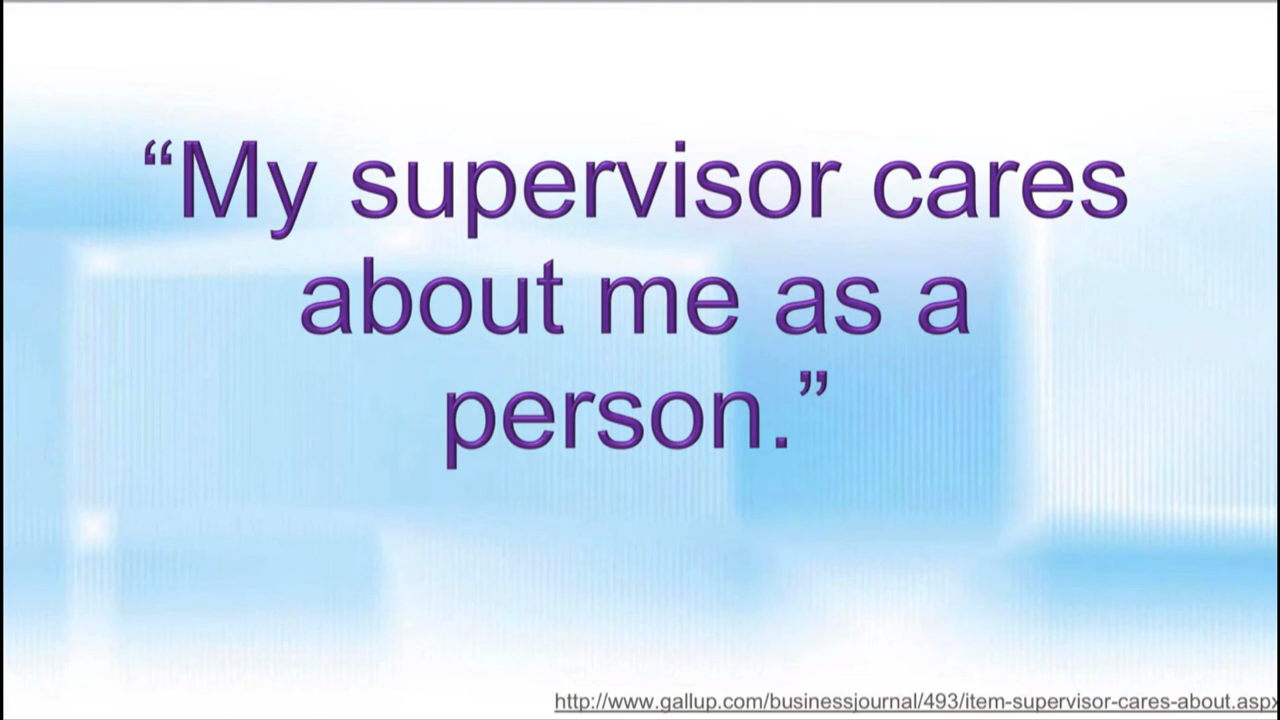 “My supervisor cares
about me as a
person.”
http://www.gallup.com/businessjournal/493/item-supervisor-cares-about.aspx